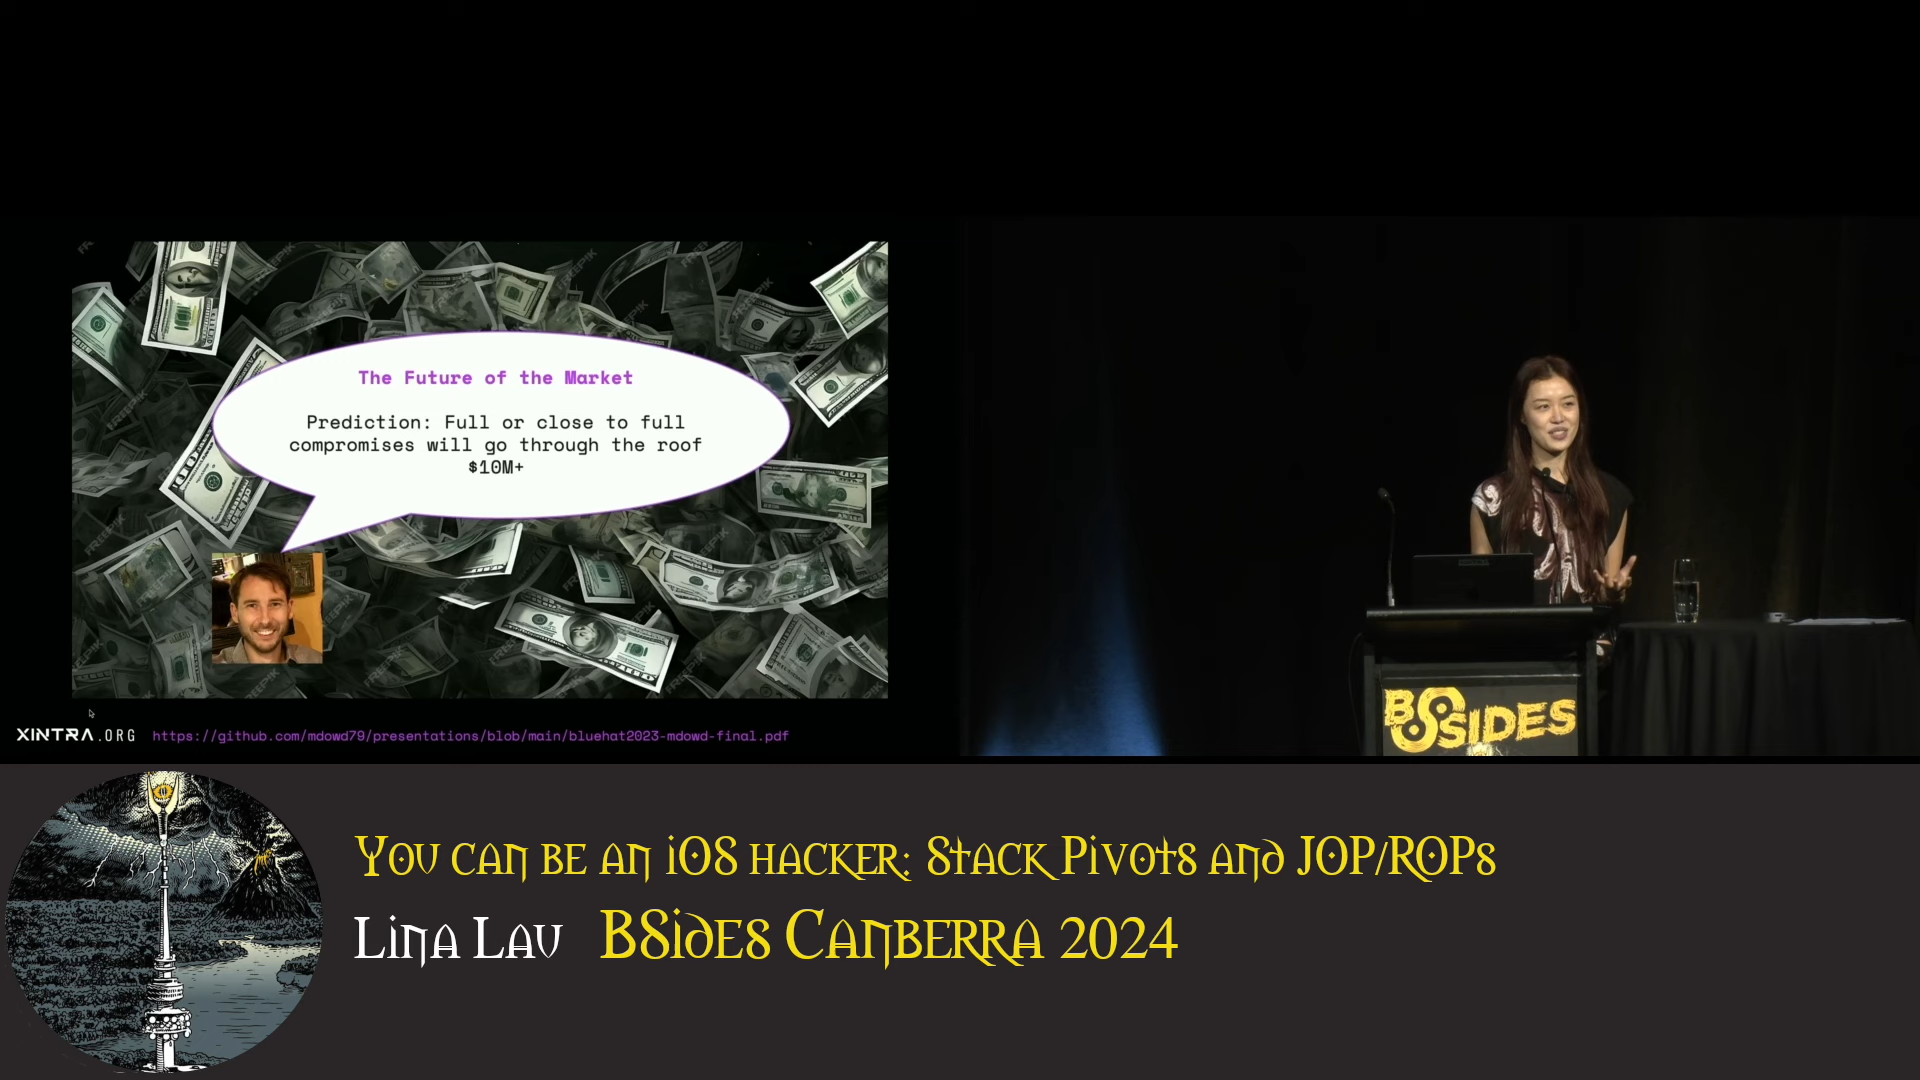 The Future of the Market
Prediction: Full or close to full
compromises will go through the roof
$10M+
XINTRA.ORG
https://github.com/mdowd79/presentations/blob/main/bluehat2023-mdowd-final.pdf
BSIDES
You can be an iOS hacker: Stack Pivots and JOP/ROPs
Lina Lau BSides Canberra 2024